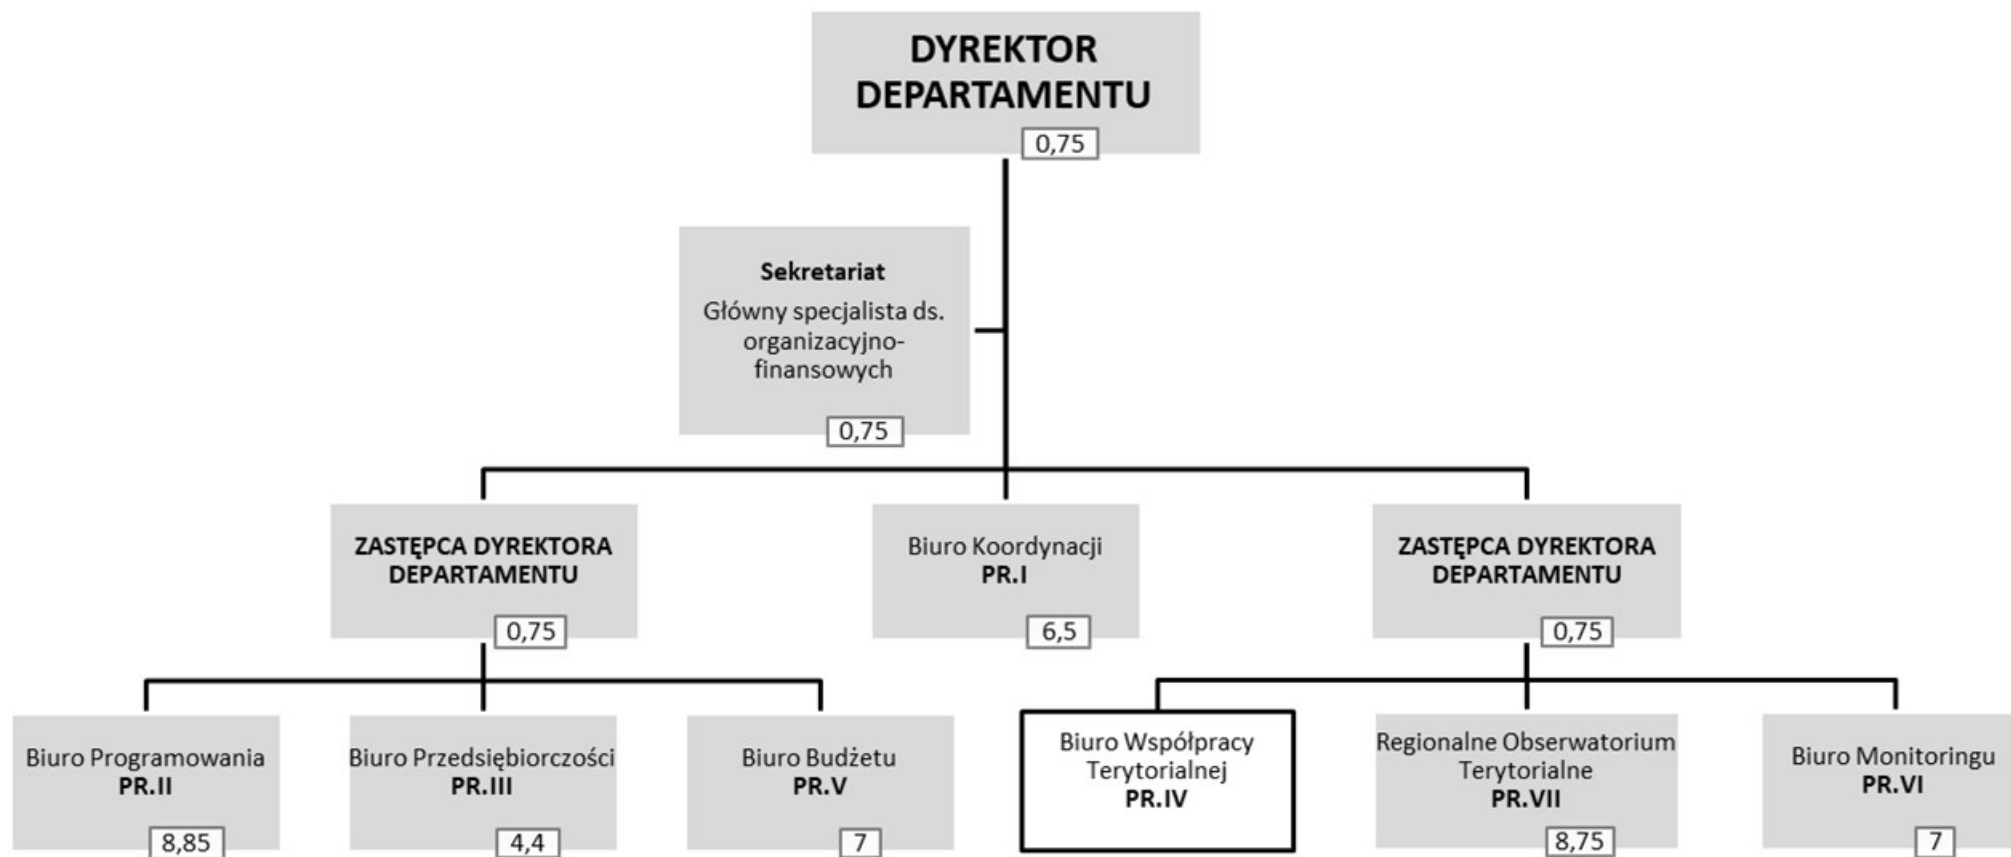 DYREKTOR
DEPARTAMENTU
0,75
Sekretariat
Główny specjalista ds.
organizacyjno-
finansowych
0,75
ZASTĘPCA DYREKTORA
DEPARTAMENTU
0,75
Biuro Koordynacji
PR.I
6,5
ZASTĘPCA DYREKTORA
DEPARTAMENTU
0,75
Biuro Programowania
PR.II
8,85
Biuro Przedsiębiorczości
PR.III
4,4
Biuro Budżetu
PR.V
7
Biuro Współpracy
Terytorialnej
PR.IV
Regionalne Obserwatorium
Terytorialne
PR.VII
8,75
Biuro Monitoringu
PR.VI
7